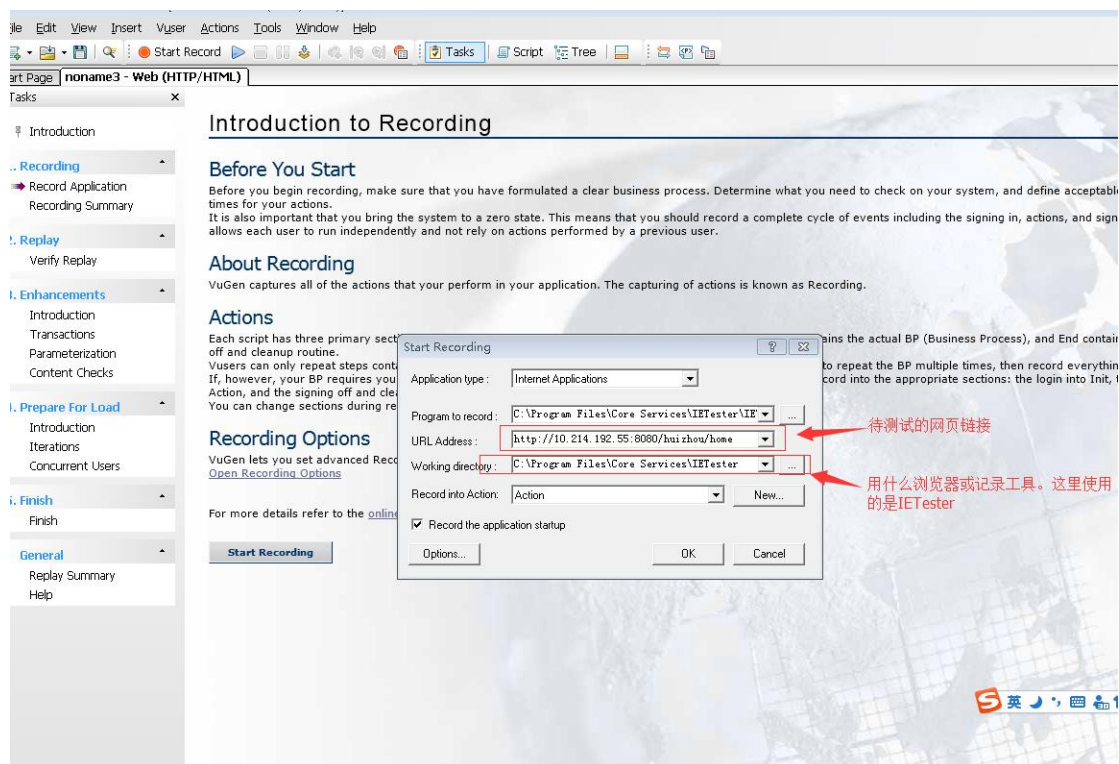 File Edit View Insert Vuser Actions Tools Window Help
Start Record Tasks Script Tree
art Page noname3 - Web (HTTP/HTML)
Tasks x
Introduction
Recording
Record Application
Recording Summary
2. Replay
Verify Replay
3. Enhancements
Introduction
Transactions
Parameterization
Content Checks
4. Prepare For Load
Introduction
Iterations
Concurrent Users
5. Finish
Finish
General
Replay Summary
Help
Introduction to Recording
Before You Start
Before you begin recording, make sure that you have formulated a clear business process. Determine what you need to check on your system, and define acceptable
times for your actions.
It is also important that you bring the system to a zero state. This means that you should record a complete cycle of events including the signing in, actions, and sign
allows each user to run independently and not rely on actions performed by a previous user.
About Recording
VuGen captures all of the actions that your perform in your application. The capturing of actions is known as Recording.
Actions
Each script has three primary sect ains the actual BP (Business Process), and End contain
off and cleanup routine.
Vusers can only repeat steps conta to repeat the BP multiple times, then record everythin
If, however, your BP requires you cord into the appropriate sections: the login into Init, t
Action, and the signing off and clea
You can change sections during re
Recording Options
VuGen lets you set advanced Reco
Open Recording Options
For more details refer to the online
Start Recording
Start Recording
Application type : Internet Applications
Program to record : C:\Program Files\Core Services\IETester\IE' ...
URL Address : http://10.214.192.55:8080/huizhou/home
Working directory : C:\Program Files\Core Services\IETester ...
Record into Action: Action New...
Record the application startup
Options... OK Cancel
待测试的网页链接
用什么浏览器或记录工具。这里使用
的是IETester
英